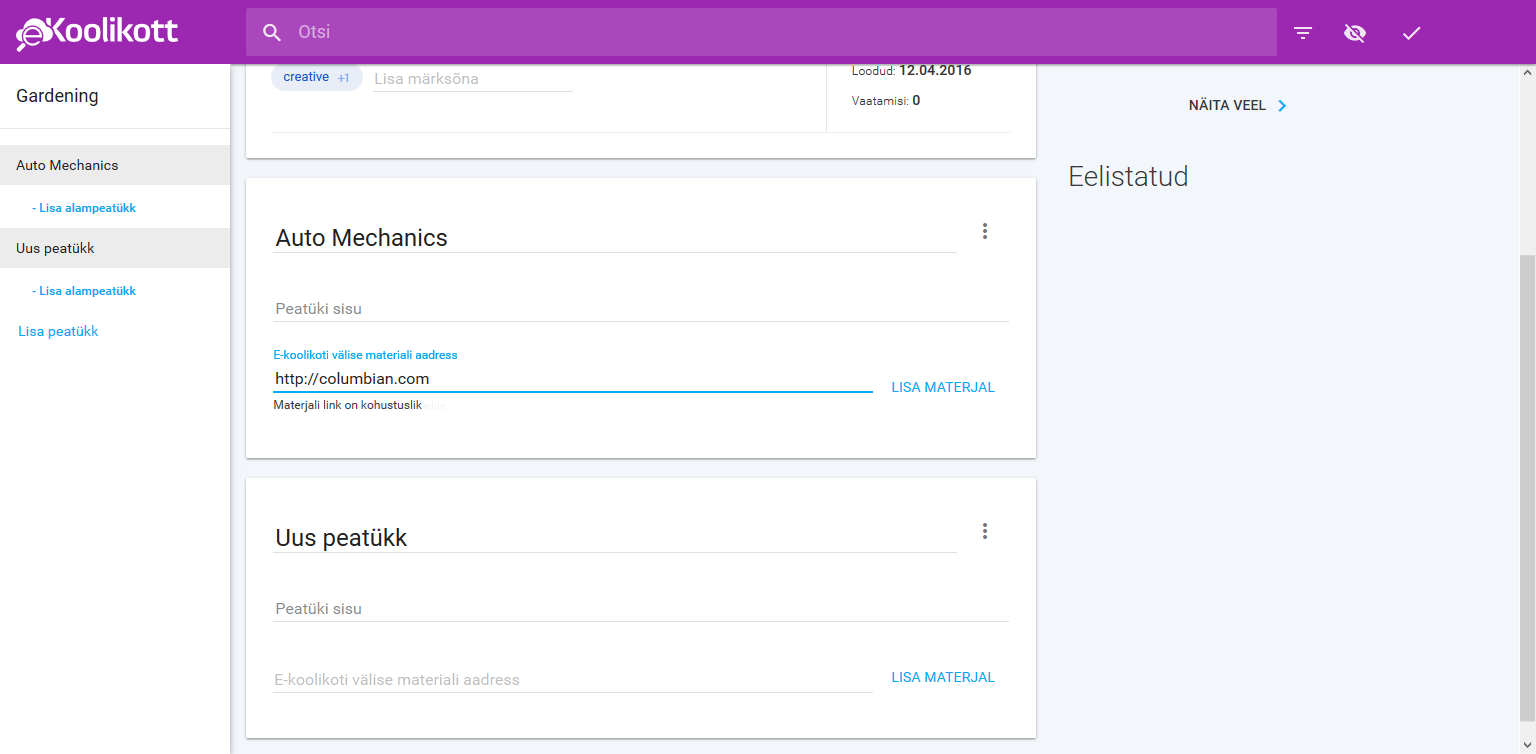 eKoolikott
Otsi
Gardening
Auto Mechanics
- Lisa alampeatükk
Uus peatükk
- Lisa alampeatükk
Lisa peatükk
creative +1
Lisa märksõna
Loodud: 12.04.2016
Vaatamisi: 0
Auto Mechanics
Peatüki sisu
E-koolikoti välise materiali aadress
http://columbian.com
LISA MATERJAL
Materjali link on kohustuslik
Uus peatükk
Peatüki sisu
E-koolikoti välise materiali aadress
LISA MATERJAL
NÄITA VEEL
Eelistatud